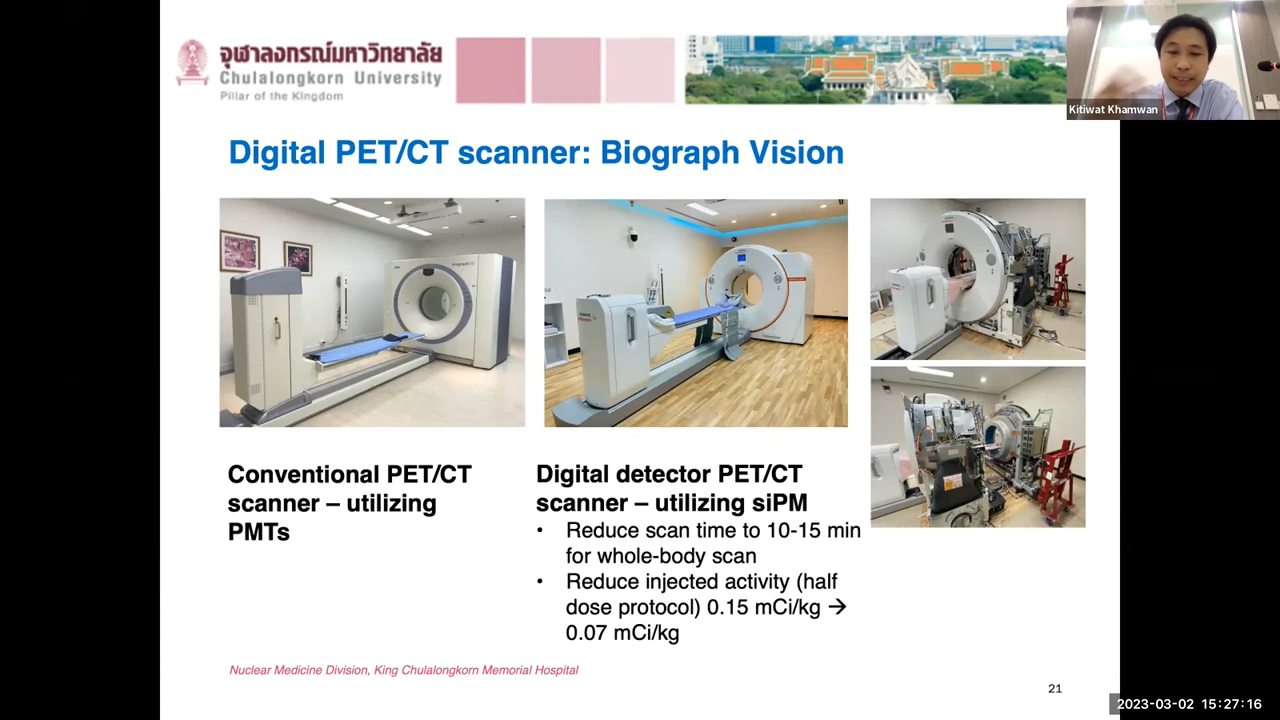 จุฬาลงกรณ์มหาวิทยาลัย
Chulalongkorn University
Pillar of the Kingdom
Kitiwat Khamwan
Digital PET/CT scanner: Biograph Vision
Conventional PET/CT
scanner – utilizing
PMTs
Digital detector PET/CT
scanner – utilizing siPM
• Reduce scan time to 10-15 min
for whole-body scan
• Reduce injected activity (half
dose protocol) 0.15 mCi/kg →
0.07 mCi/kg
Nuclear Medicine Division, King Chulalongkorn Memorial Hospital
21
2023-03-02 15:27:16